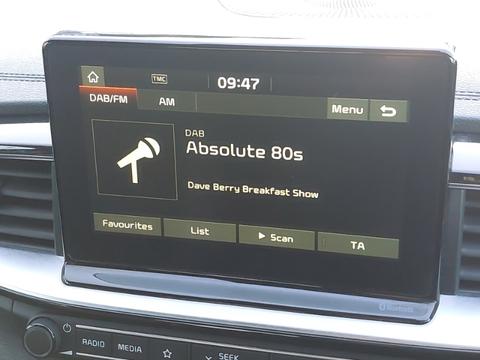 TMC
09:47
DAB/FM AM
Menu
DAB
Absolute 80s
Dave Berry Breakfast Show
Favourites List Scan TA
Bluetooth
RADIO MEDIA SEEK